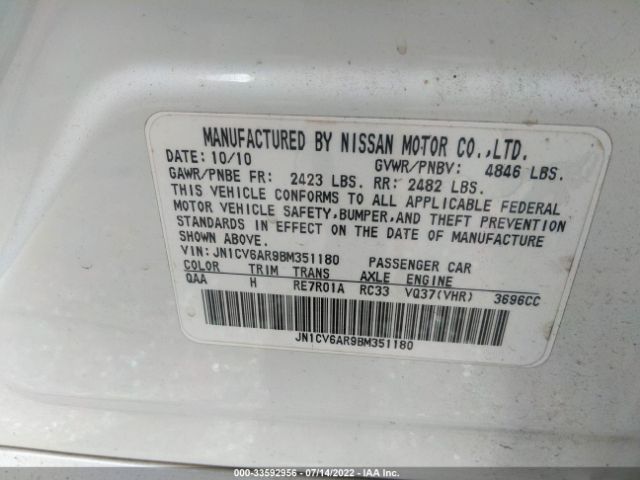 MANUFACTURED BY NISSAN MOTOR CO.,LTD.
DATE: 10/10 GVWR/PNBV: 4846 LBS.
GAWR/PNBE FR: 2423 LBS. RR: 2482 LBS.
THIS VEHICLE CONFORMS TO ALL APPLICABLE FEDERAL
MOTOR VEHICLE SAFETY,BUMPER,AND THEFT PREVENTION
STANDARDS IN EFFECT ON THE DATE OF MANUFACTURE
SHOWN ABOVE.
VIN: JN1CV6AR9BM351180 PASSENGER CAR
COLOR TRIM TRANS AXLE ENGINE
QAA H RE7R01A RC33 VQ37(VHR) 3696CC
JN1CV6AR9BM351180
000-33592956 - 07/14/2022 - IAA Inc.